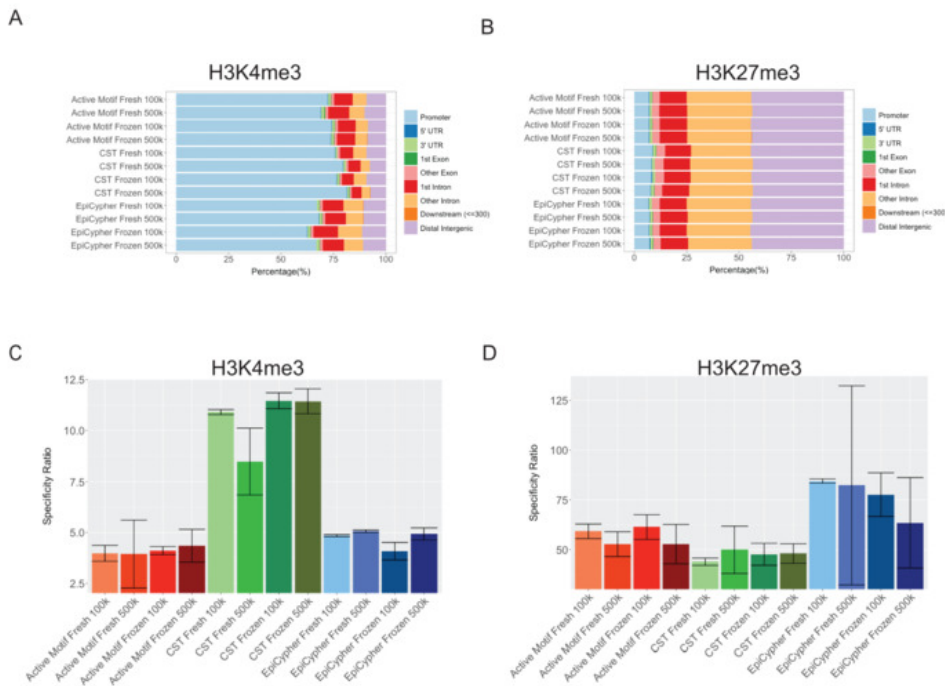 A
H3K4me3
Active Motif Fresh 100k
Active Motif Fresh 500k
Active Motif Frozen 100k
Active Motif Frozen 500k
CST Fresh 100k
CST Fresh 500k
CST Frozen 100k
CST Frozen 500k
EpiCypher Fresh 100k
EpiCypher Fresh 500k
EpiCypher Frozen 100k
EpiCypher Frozen 500k
0 25 50 75 100
Percentage(%)
Promoter
5' UTR
3' UTR
1st Exon
Other Exon
1st Intron
Other Intron
Downstream (<=300)
Distal Intergenic
B
H3K27me3
Active Motif Fresh 100k
Active Motif Fresh 500k
Active Motif Frozen 100k
Active Motif Frozen 500k
CST Fresh 100k
CST Fresh 500k
CST Frozen 100k
CST Frozen 500k
EpiCypher Fresh 100k
EpiCypher Fresh 500k
EpiCypher Frozen 100k
EpiCypher Frozen 500k
0 25 50 75 100
Percentage(%)
Promoter
5' UTR
3' UTR
1st Exon
Other Exon
1st Intron
Other Intron
Downstream (<=300
Distal Intergenic
C
H3K4me3
Specificity Ratio
12.5
10.0
7.5
5.0
2.5
Active Motif Fresh 100k
Active Motif Fresh 500k
Active Motif Frozen 100k
Active Motif Frozen 500k
CST Fresh 100k
CST Fresh 500k
CST Frozen 100k
CST Frozen 500k
EpiCypher Fresh 100k
EpiCypher Fresh 500k
EpiCypher Frozen 100k
EpiCypher Frozen 500k
D
H3K27me3
Specificity Ratio
125
100
75
50
Active Motif Fresh 100k
Active Motif Fresh 500k
Active Motif Frozen 100k
Active Motif Frozen 500k
CST Fresh 100k
CST Fresh 500k
CST Frozen 100k
CST Frozen 500k
EpiCypher Fresh 100k
EpiCypher Fresh 500k
EpiCypher Frozen 100k
EpiCypher Frozen 500k